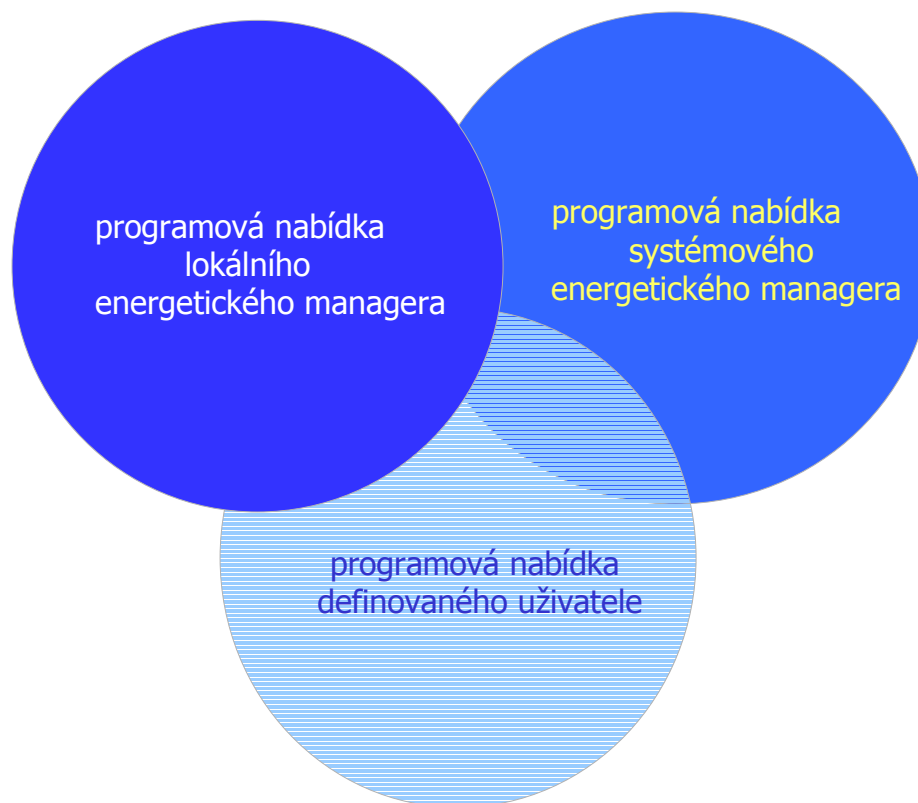 programová nabídka
lokálního
energetického managera
programová nabídka
systémového
energetického managera
programová nabídka
definovaného uživatele